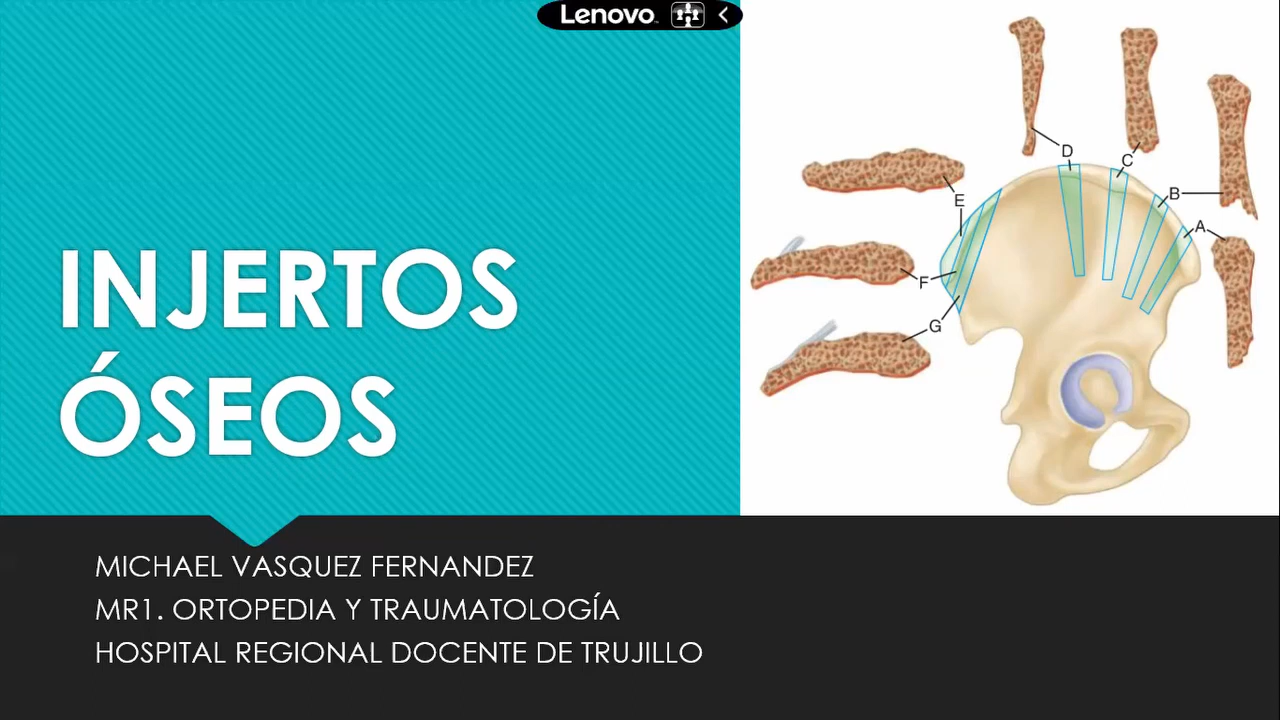 Lenovo
INJERTOS
ÓSEOS
D
C
B
A
E
F
G
MICHAEL VASQUEZ FERNANDEZ
MR1. ORTOPEDIA Y TRAUMATOLOGÍA
HOSPITAL REGIONAL DOCENTE DE TRUJILLO